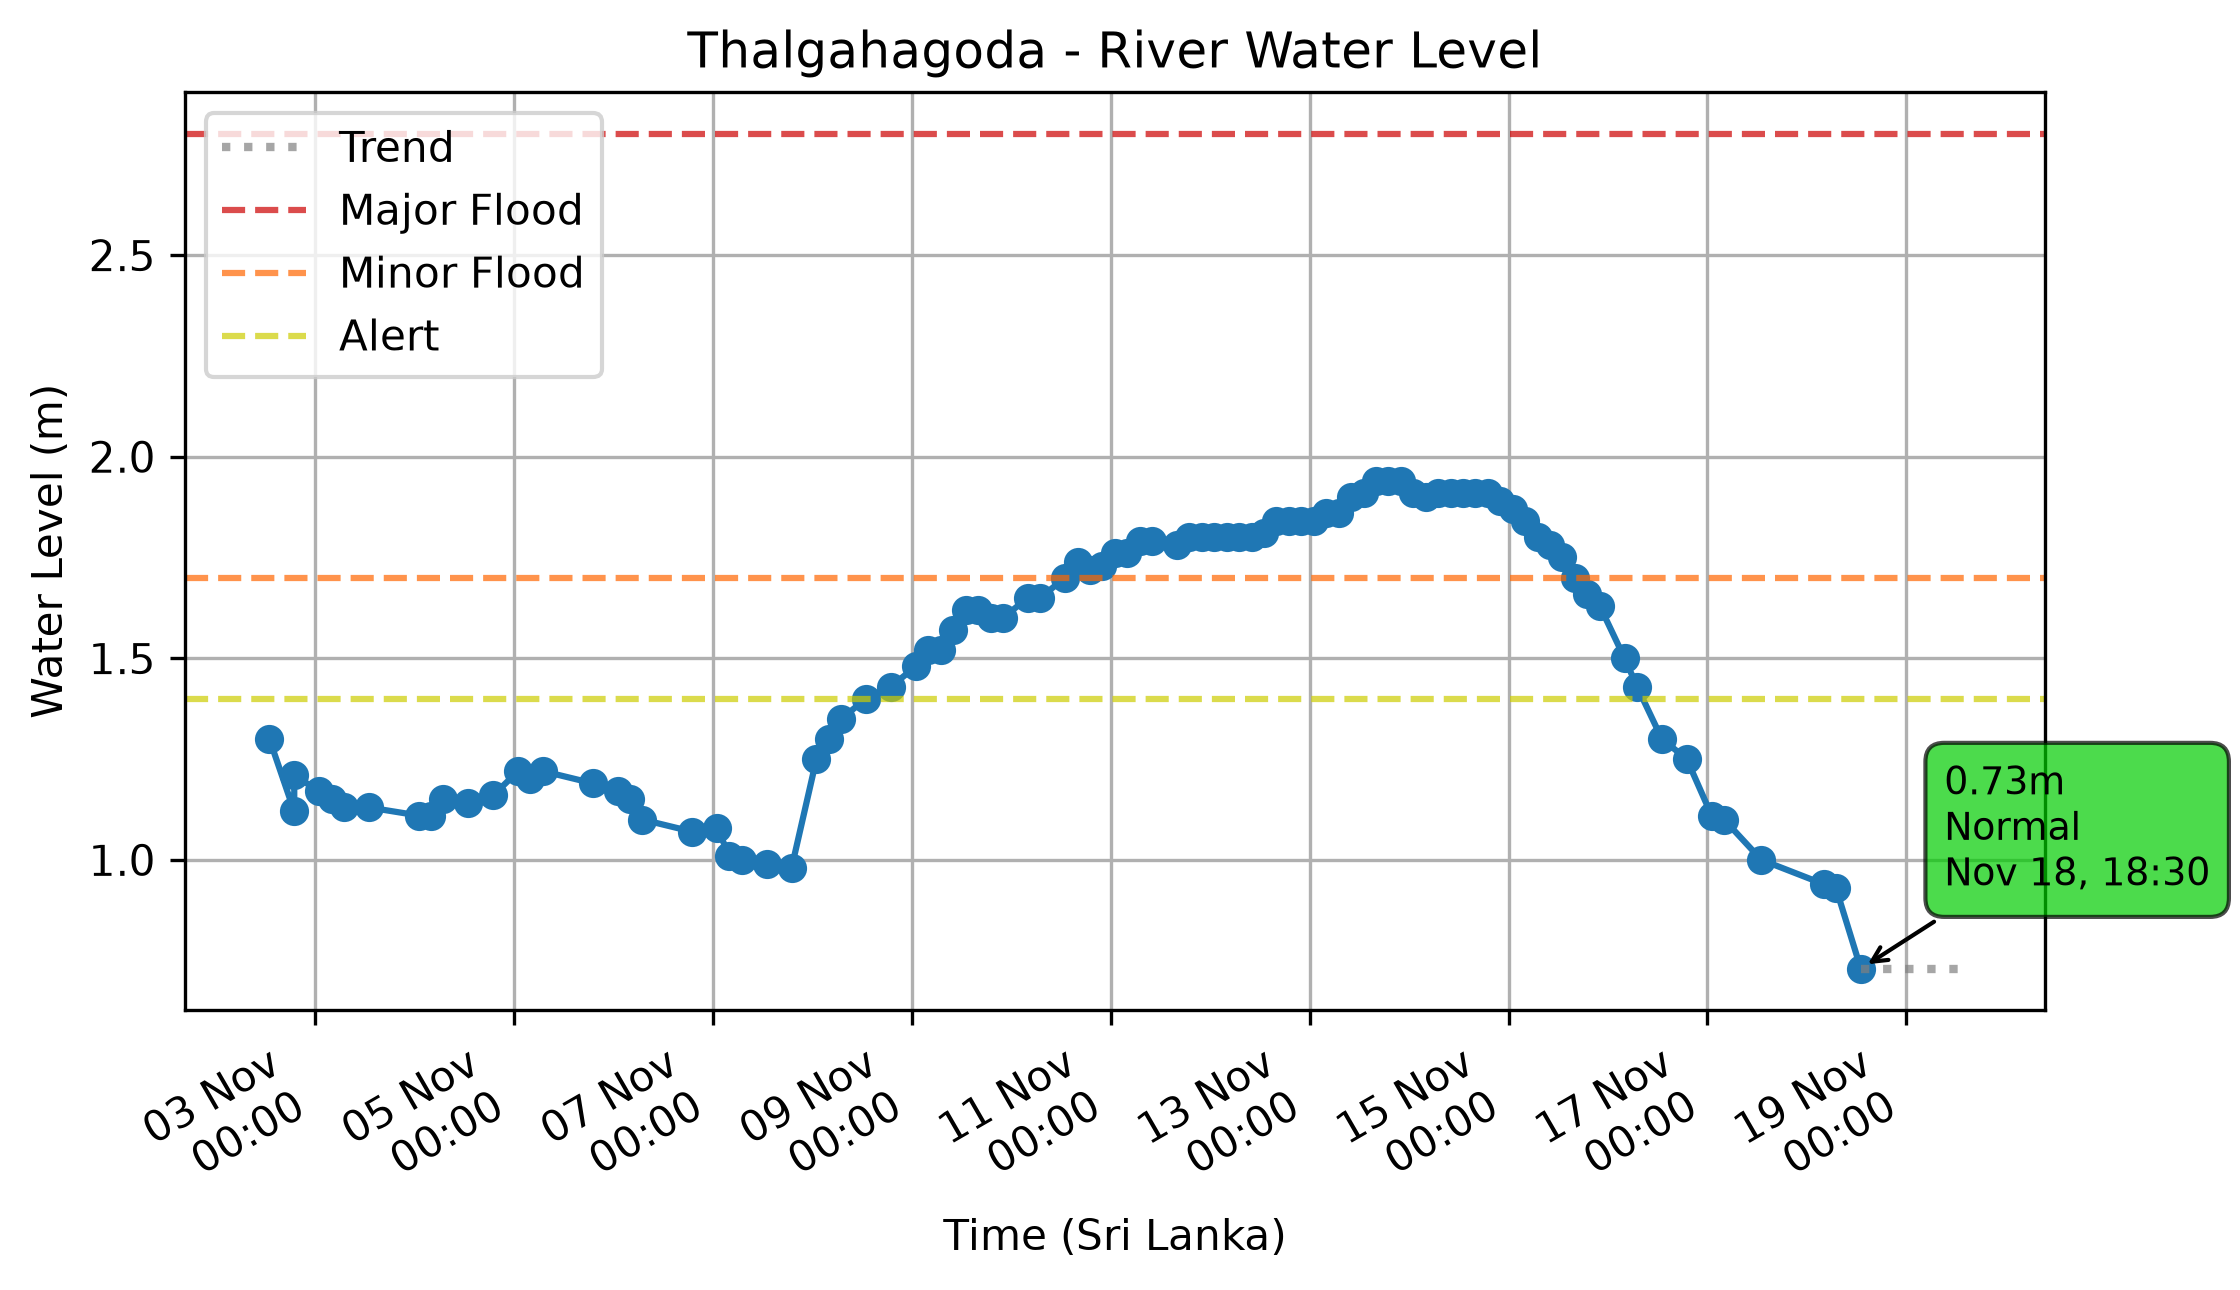 Thalgahagoda - River Water Level
Trend
Major Flood
Minor Flood
Alert
Water Level (m)
2.5
2.0
1.5
1.0
0.73m
Normal
Nov 18, 18:30
03 Nov
00:00
05 Nov
00:00
07 Nov
00:00
09 Nov
00:00
11 Nov
00:00
13 Nov
00:00
15 Nov
00:00
17 Nov
00:00
19 Nov
00:00
Time (Sri Lanka)